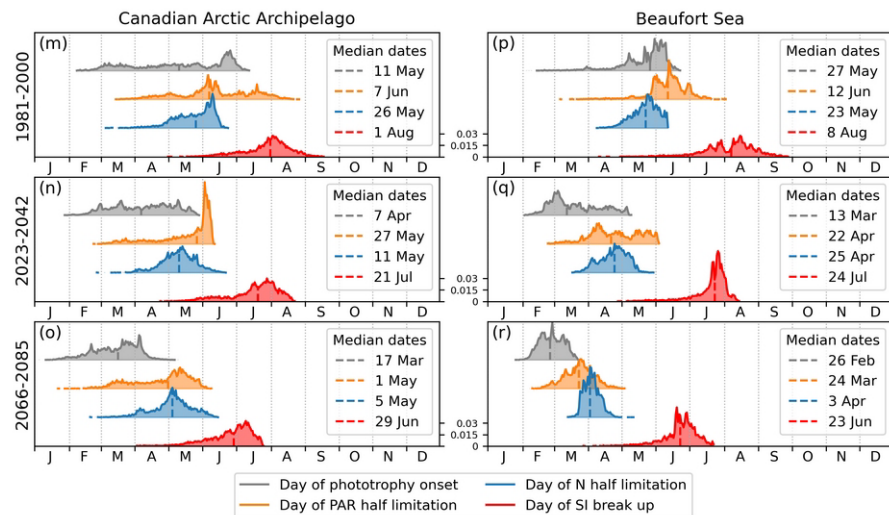 Canadian Arctic Archipelago
Beaufort Sea
1981-2000
(m)
Median dates
11 May
7 Jun
26 May
1 Aug
(p)
Median dates
27 May
12 Jun
23 May
8 Aug
0.03
0.015
0
J F M A M J J A S O N D
J F M A M J J A S O N D
2023-2042
(n)
Median dates
7 Apr
27 May
11 May
21 Jul
(q)
Median dates
13 Mar
22 Apr
25 Apr
24 Jul
0.03
0.015
0
J F M A M J J A S O N D
J F M A M J J A S O N D
2066-2085
(o)
Median dates
17 Mar
1 May
5 May
29 Jun
(r)
Median dates
26 Feb
24 Mar
3 Apr
23 Jun
0.03
0.015
0
J F M A M J J A S O N D
J F M A M J J A S O N D
Day of phototrophy onset
Day of N half limitation
Day of PAR half limitation
Day of SI break up